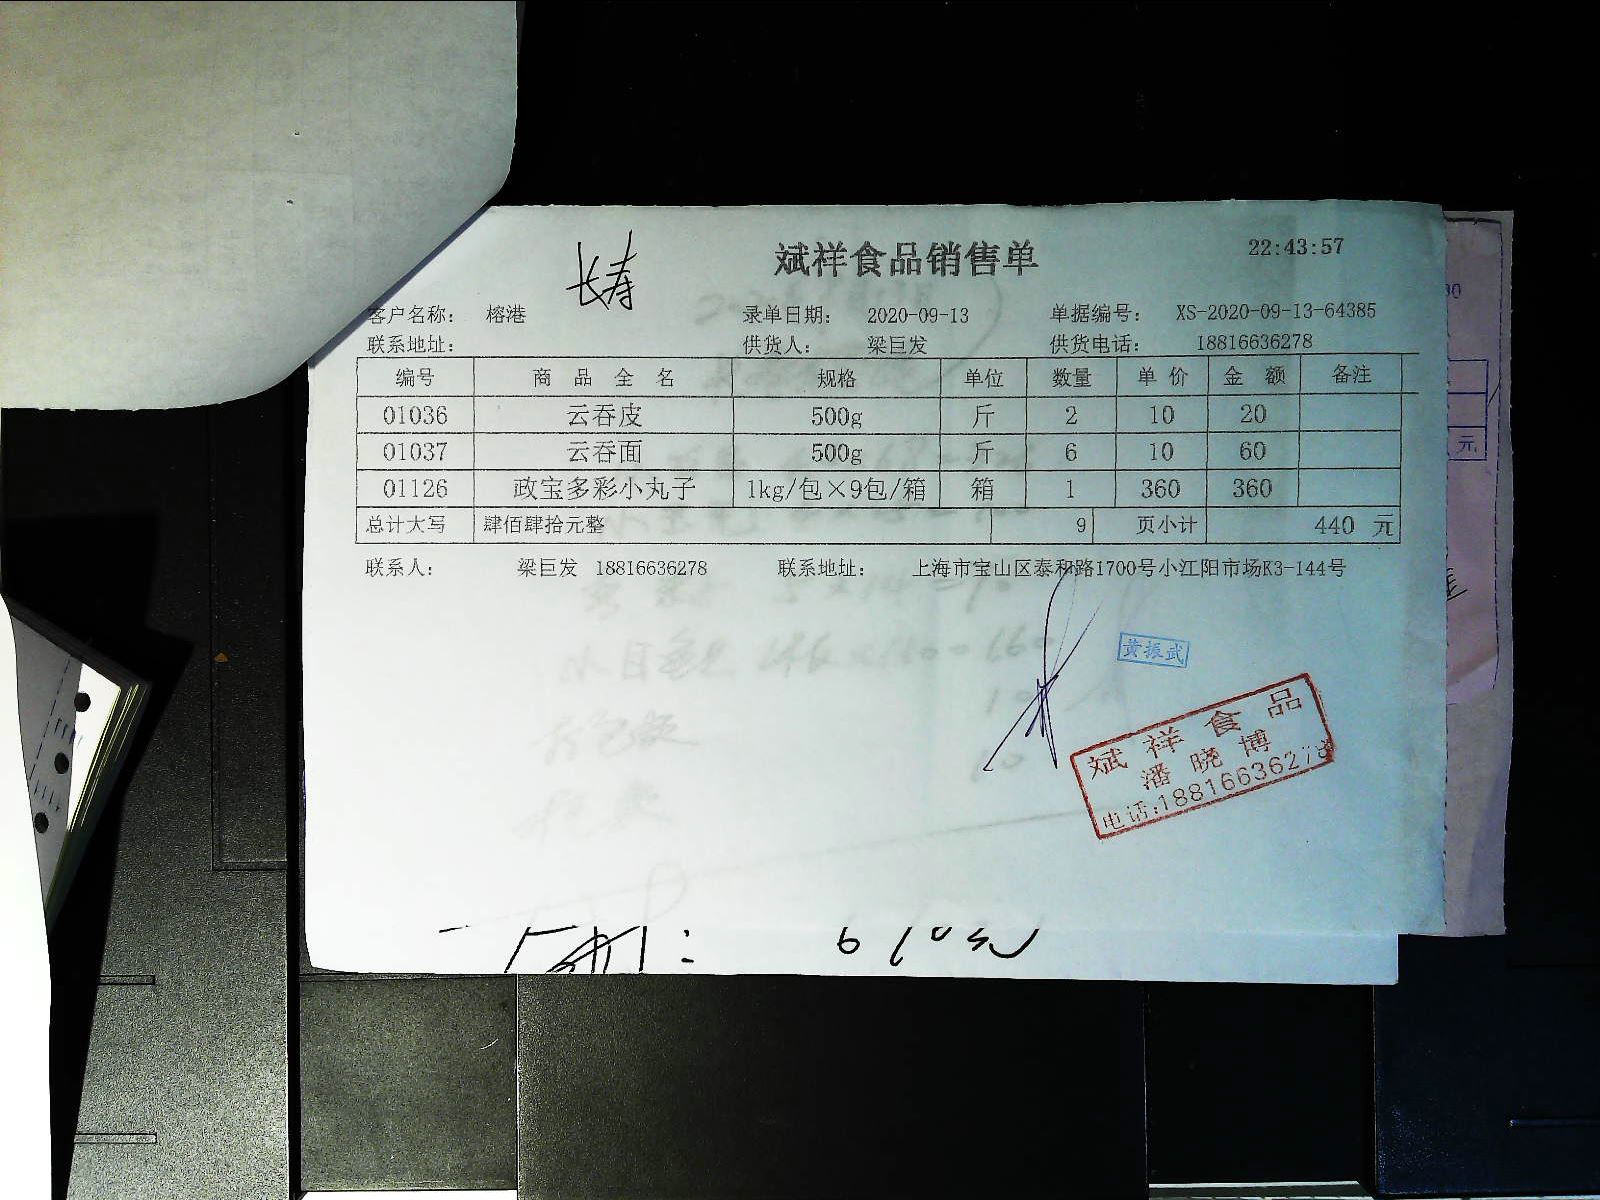 长寿
斌祥食品销售单
22:43:57
客户名称: 榕港 录单日期: 2020-09-13 单据编号: XS-2020-09-13-64385
联系地址: 供货人: 梁巨发 供货电话: 18816636278
编号 商品全名 规格 单位 数量 单价 金额 备注
01036 云吞皮 500g 斤 2 10 20
01037 云吞面 500g 斤 6 10 60
01126 政宝多彩小丸子 1kg/包×9包/箱 箱 1 360 360
总计大写 肆佰肆拾元整 9 页小计 440 元
联系人: 梁巨发 18816636278 联系地址: 上海市宝山区泰和路1700号小江阳市场K3-144号
黄振武
斌祥食品
潘晓博
电话:18816636278
元